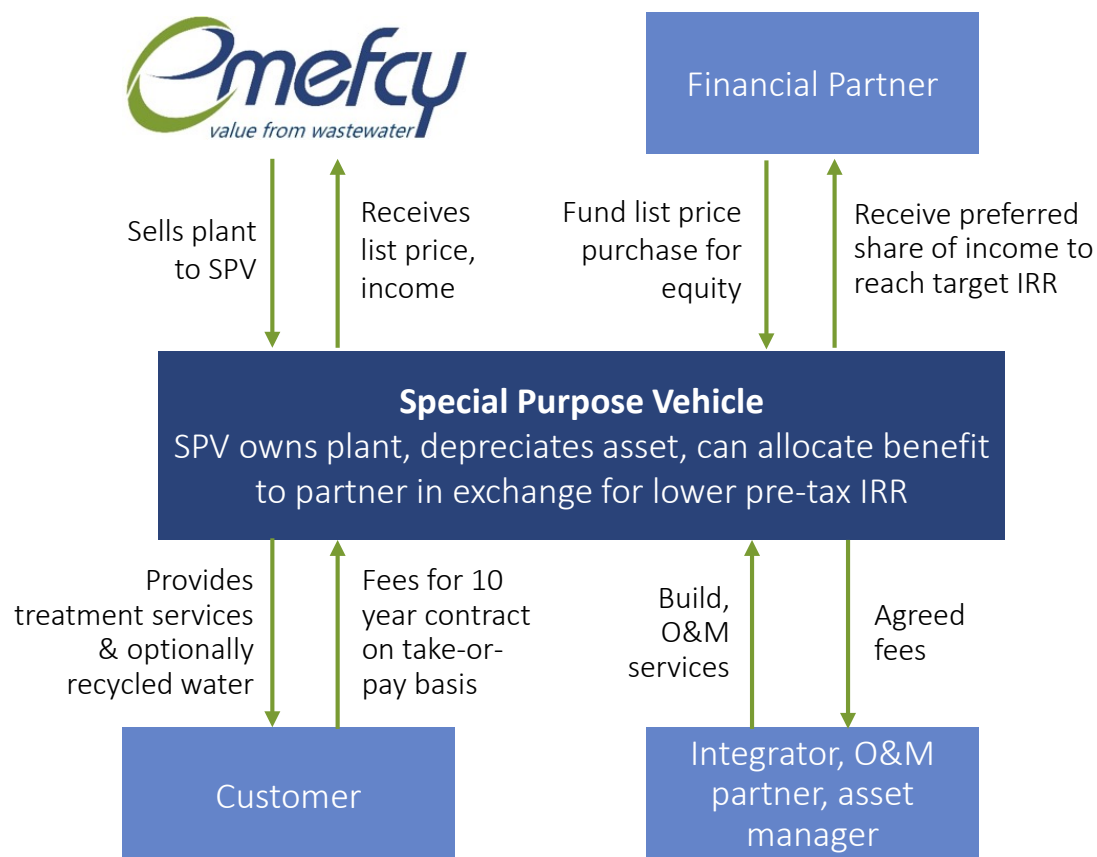 emefcy
value from wastewater
Financial Partner
Sells plant
to SPV
Receives
list price,
income
Fund list price
purchase for
equity
Receive preferred
share of income to
reach target IRR
Special Purpose Vehicle
SPV owns plant, depreciates asset, can allocate benefit
to partner in exchange for lower pre-tax IRR
Provides
treatment services
& optionally
recycled water
Fees for 10
year contract
on take-or-
pay basis
Build,
O&M
services
Agreed
fees
Customer
Integrator, O&M
partner, asset
manager